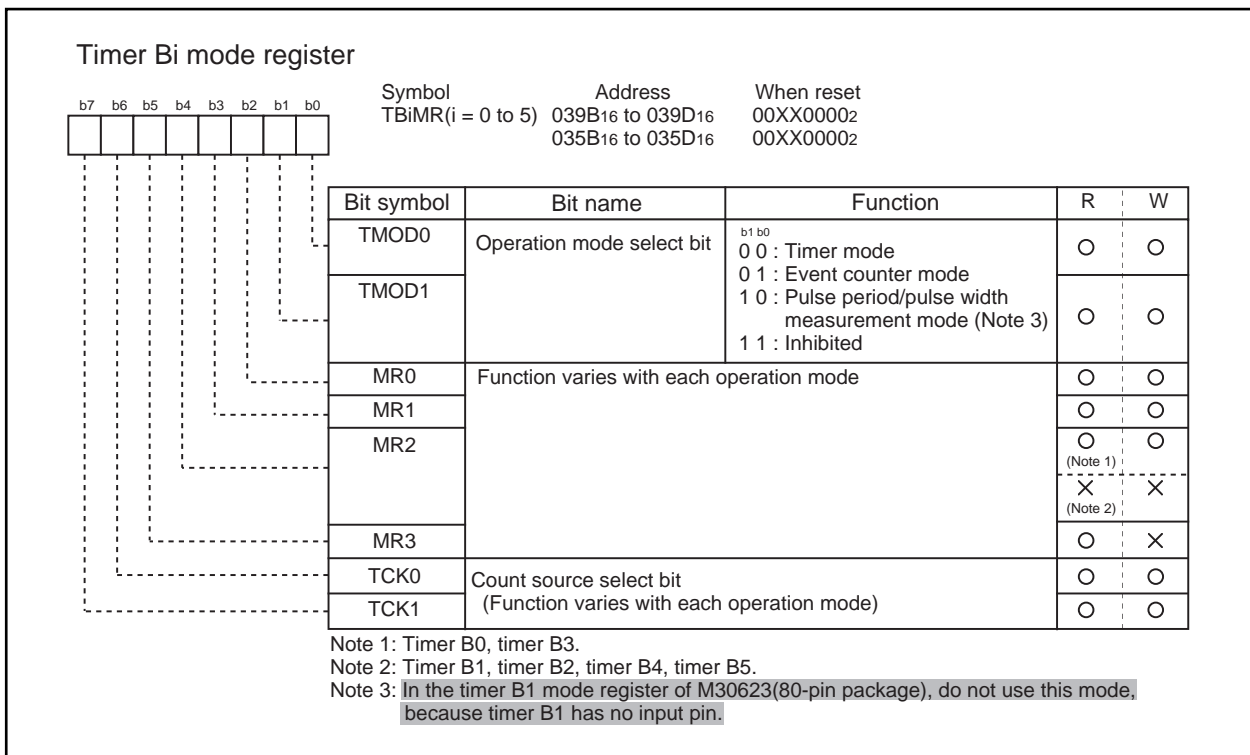 Timer Bi mode register
Symbol Address When reset
TBiMR(i = 0 to 5) 039B16 to 039D16 00XX00002
035B16 to 035D16 00XX00002
b7 b6 b5 b4 b3 b2 b1 b0
Bit symbol Bit name Function R W
TMOD0 Operation mode select bit b1 b0
0 0 : Timer mode
0 1 : Event counter mode
TMOD1 1 0 : Pulse period/pulse width
measurement mode (Note 3)
1 1 : Inhibited
MR0 Function varies with each operation mode
MR1
MR2
(Note 1)
(Note 2)
MR3
TCK0 Count source select bit
TCK1 (Function varies with each operation mode)
Note 1: Timer B0, timer B3.
Note 2: Timer B1, timer B2, timer B4, timer B5.
Note 3: In the timer B1 mode register of M30623(80-pin package), do not use this mode,
because timer B1 has no input pin.